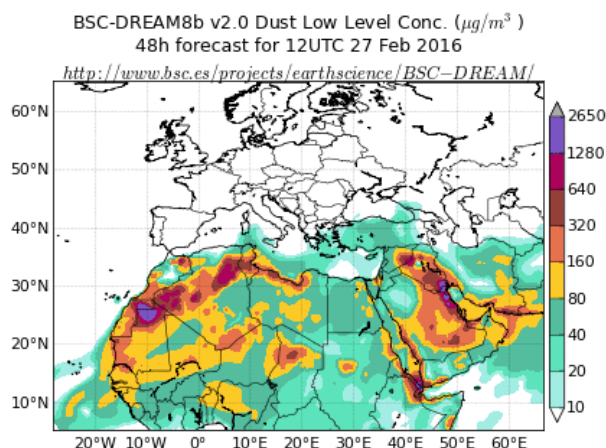 BSC-DREAM8b v2.0 Dust Low Level Conc. (μg/m³ )
48h forecast for 12UTC 27 Feb 2016
http://www.bsc.es/projects/earthscience/BSC−DREAM/
60°N
50°N
40°N
30°N
20°N
10°N
20°W 10°W 0° 10°E 20°E 30°E 40°E 50°E 60°E
2650
1280
640
320
160
80
40
20
10